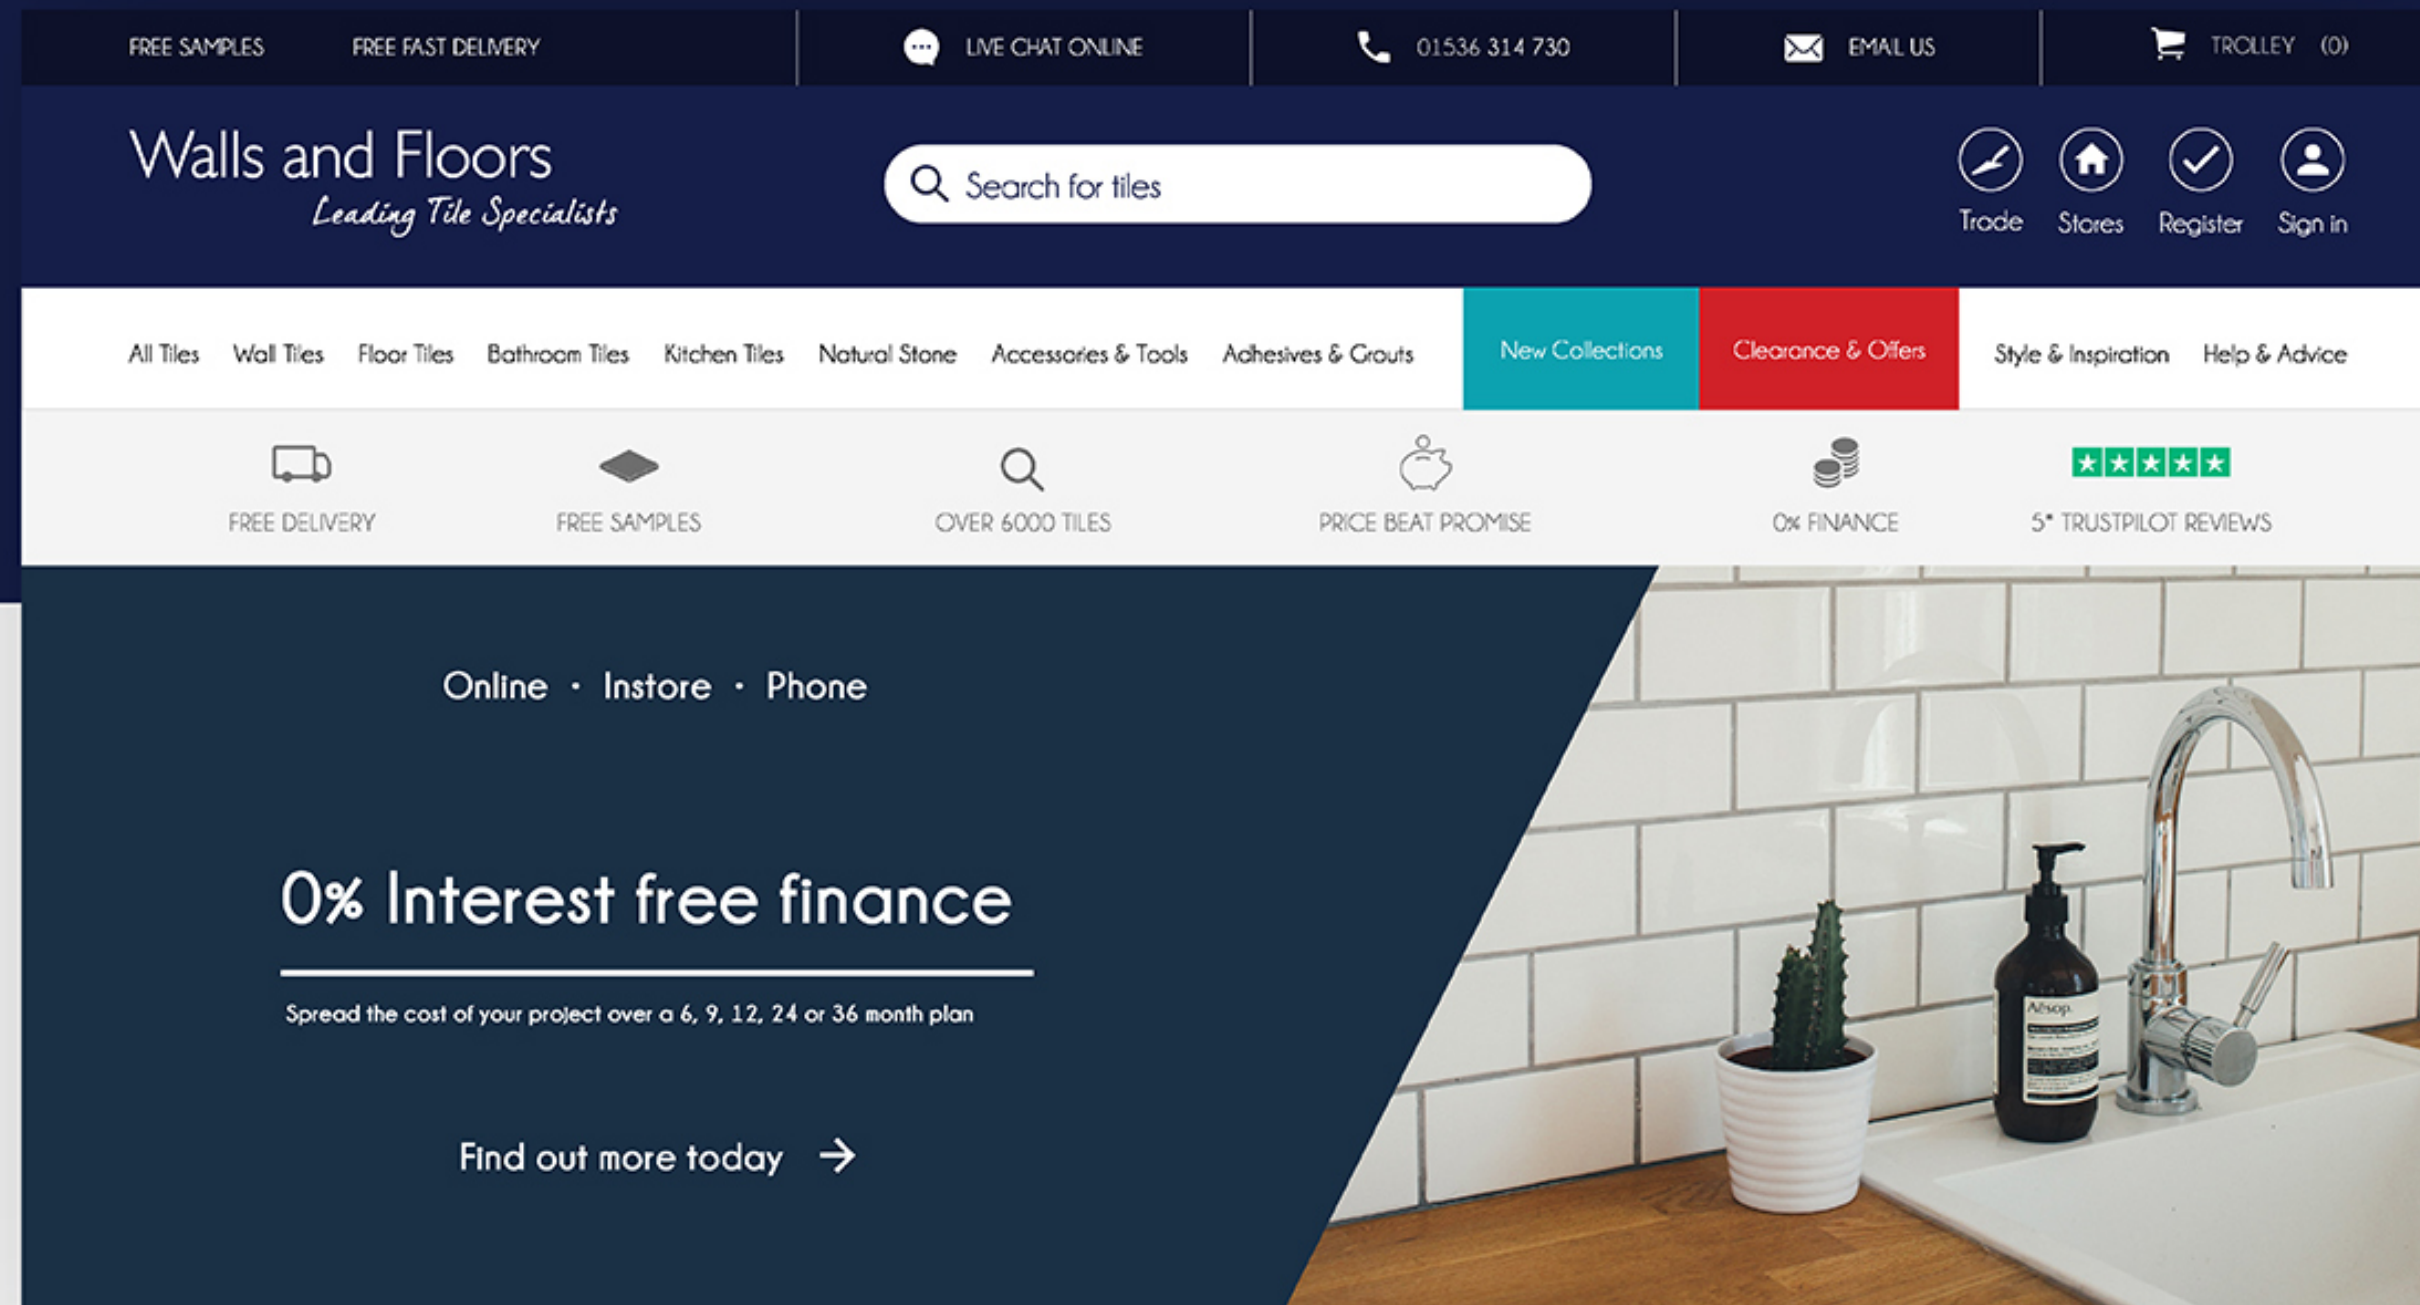 FREE SAMPLES FREE FAST DELIVERY LIVE CHAT ONLINE 01536 314 730 EMAIL US TROLLEY (0)
Walls and Floors
Leading Tile Specialists
Search for tiles
Trade Stores Register Sign in
All Tiles Wall Tiles Floor Tiles Bathroom Tiles Kitchen Tiles Natural Stone Accessories & Tools Adhesives & Grouts New Collections Clearance & Offers Style & Inspiration Help & Advice
FREE DELIVERY FREE SAMPLES OVER 6000 TILES PRICE BEAT PROMISE 0% FINANCE 5* TRUSTPILOT REVIEWS
Online · Instore · Phone
0% Interest free finance
Spread the cost of your project over a 6, 9, 12, 24 or 36 month plan
Find out more today
Aesop.